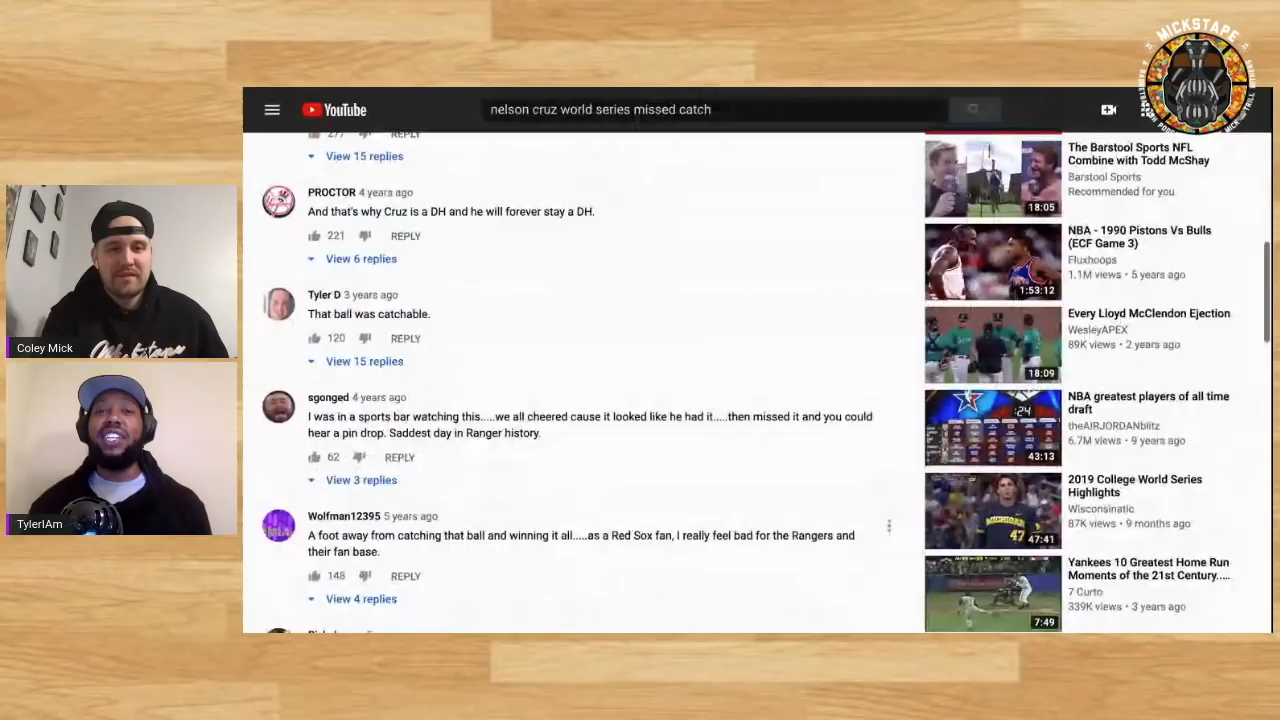 MICKSTAPE
YouTube
nelson cruz world series missed catch
277 REPLY
View 15 replies
PROCTOR 4 years ago
And that's why Cruz is a DH and he will forever stay a DH.
221 REPLY
View 6 replies
Tyler D 3 years ago
That ball was catchable.
120 REPLY
View 15 replies
sgonged 4 years ago
I was in a sports bar watching this.....we all cheered cause it looked like he had it.....then missed it and you could
hear a pin drop. Saddest day in Ranger history.
62 REPLY
View 3 replies
Wolfman12395 5 years ago
A foot away from catching that ball and winning it all.....as a Red Sox fan, I really feel bad for the Rangers and
their fan base.
148 REPLY
View 4 replies
The Barstool Sports NFL
Combine with Todd McShay
Barstool Sports
Recommended for you
18:05
NBA - 1990 Pistons Vs Bulls
(ECF Game 3)
Fluxhoops
1.1M views • 5 years ago
1:53:12
Every Lloyd McClendon Ejection
WesleyAPEX
89K views • 2 years ago
18:09
NBA greatest players of all time
draft
theAIRJORDANblitz
6.7M views • 9 years ago
:24
43:13
2019 College World Series
Highlights
Wisconsinatic
87K views • 9 months ago
MICHIGAN
47
47:41
Yankees 10 Greatest Home Run
Moments of the 21st Century.....
7 Curto
339K views • 3 years ago
7:49
Coley Mick
TylerIAm